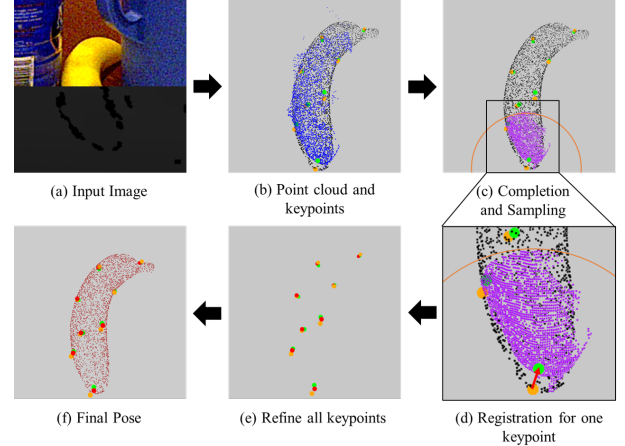 (a) Input Image
(b) Point cloud and
keypoints
(c) Completion
and Sampling
(f) Final Pose
(e) Refine all keypoints
(d) Registration for one
keypoint